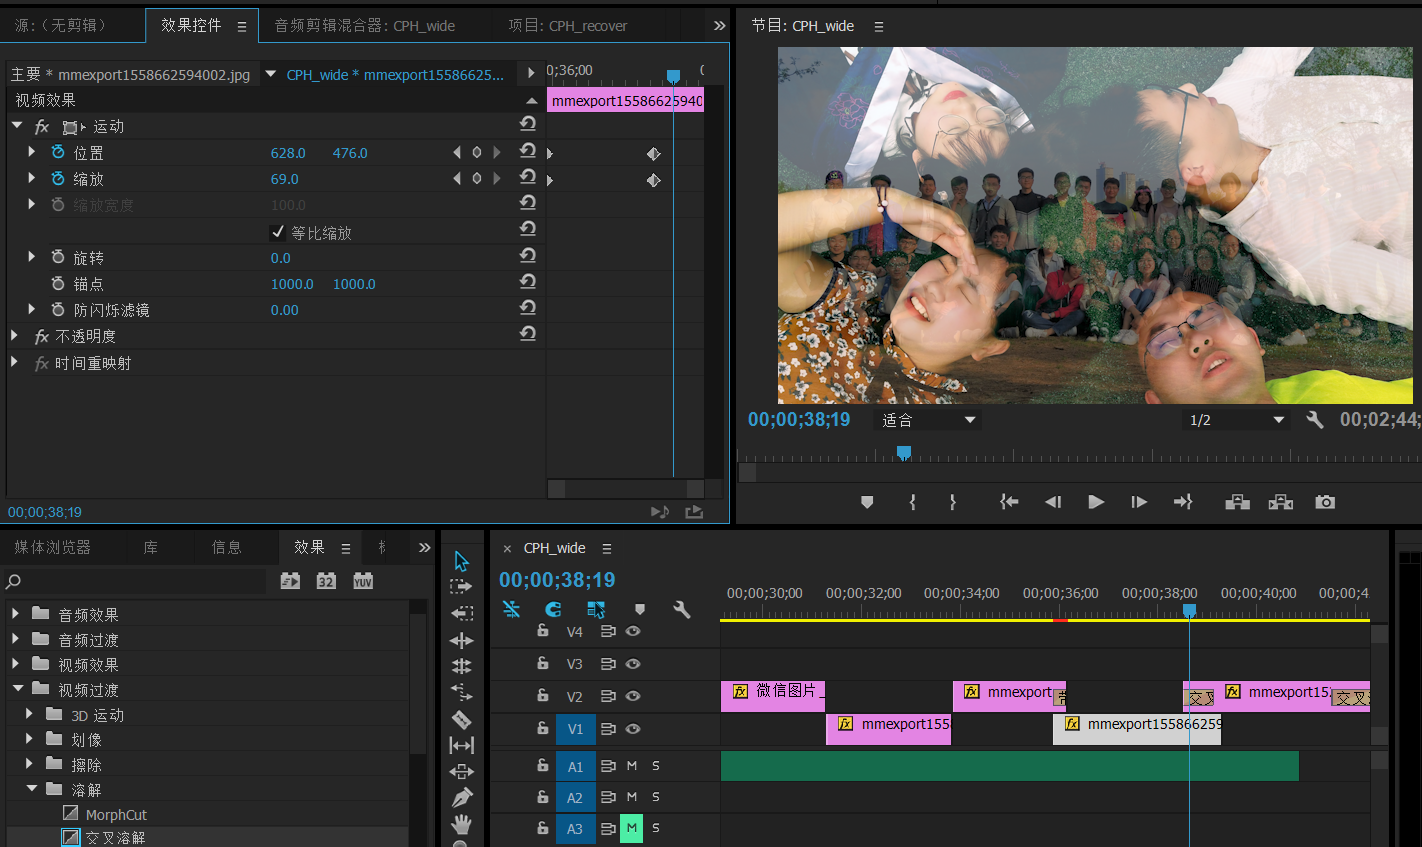 源:（无剪辑） 效果控件 音频剪辑混合器: CPH_wide 项目: CPH_recover
主要 * mmexport1558662594002.jpg CPH_wide * mmexport15586625...
0;36;00
视频效果
mmexport1558662594​0
fx 运动
位置 628.0 476.0
缩放 69.0
缩放宽度 100.0
等比缩放
旋转 0.0
锚点 1000.0 1000.0
防闪烁滤镜 0.00
fx 不透明度
fx 时间重映射
00;00;38;19
节目: CPH_wide
00;00;38;19 适合 1/2 00;02;44;
媒体浏览器 库 信息 效果
32 YUV
音频效果
音频过渡
视频效果
视频过渡
3D 运动
划像
擦除
溶解
MorphCut
交叉溶解
× CPH_wide
00;00;38;19
00;00;30;00 00;00;32;00 00;00;34;00 00;00;36;00 00;00;38;00 00;00;40;00 00;00;4
V4
V3
V2 fx 微信图片_ fx mmexport 交叉 fx mmexport15 交叉溶
V1 fx mmexport155 fx mmexport155866259
A1 M S
A2 M S
A3 M S